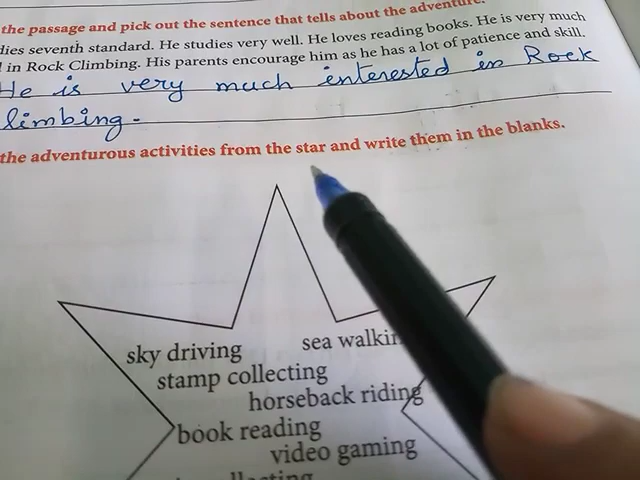 the passage and pick out the sentence that tells about the adventure.
dies seventh standard. He studies very well. He loves reading books. He is very much
in Rock Climbing. His parents encourage him as he has a lot of patience and skill.
He is very much interested in Rock
limbing.
the adventurous activities from the star and write them in the blanks.
sea walkin
sky driving
stamp collecting
horseback riding
book reading
video gaming